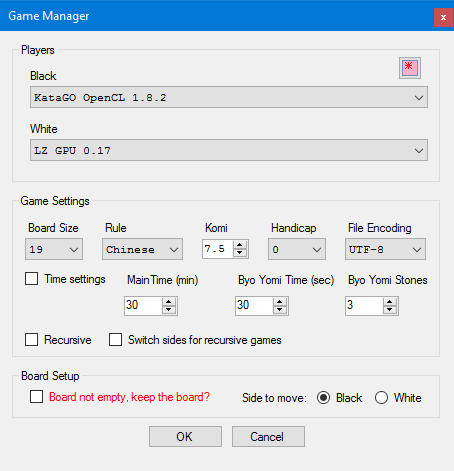 Game Manager
x
Players
*
Black
KataGO OpenCL 1.8.2
White
LZ GPU 0.17
Game Settings
Board Size Rule Komi Handicap File Encoding
19 Chinese 7.5 0 UTF-8
Time settings MainTime (min) Byo Yomi Time (sec) Byo Yomi Stones
30 30 3
Recursive Switch sides for recursive games
Board Setup
Board not empty, keep the board? Side to move: Black White
OK Cancel